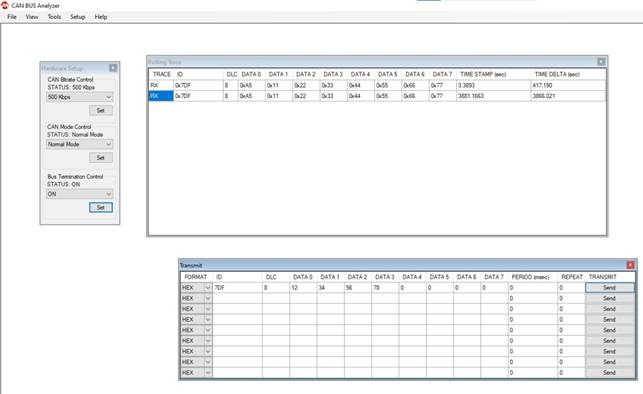 CAN BUS Analyzer
File View Tools Setup Help
Hardware Setup
CAN Bitrate Control
STATUS: 500 Kbps
500 Kbps
Set
CAN Mode Control
STATUS: Normal Mode
Normal Mode
Set
Bus Termination Control
STATUS: ON
ON
Set
Rolling Trace
TRACE ID DLC DATA 0 DATA 1 DATA 2 DATA 3 DATA 4 DATA 5 DATA 6 DATA 7 TIME STAMP (sec) TIME DELTA (sec)
RX 0x7DF 8 0xA5 0x11 0x22 0x33 0x44 0x55 0x66 0x77 3.3893 417.190
RX 0x7DF 8 0xA5 0x11 0x22 0x33 0x44 0x55 0x66 0x77 3881.1663 3866.021
Transmit
FORMAT ID DLC DATA 0 DATA 1 DATA 2 DATA 3 DATA 4 DATA 5 DATA 6 DATA 7 PERIOD (msec) REPEAT TRANSMIT
HEX 7DF 8 12 34 56 78 0 0 0 0 0 0 Send
HEX 0 0 Send
HEX 0 0 Send
HEX 0 0 Send
HEX 0 0 Send
HEX 0 0 Send
HEX 0 0 Send
HEX 0 0 Send
HEX 0 0 Send